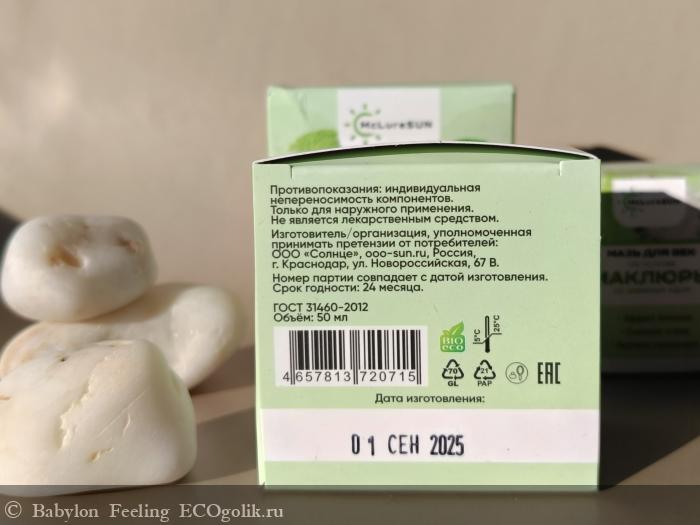 McLureSUN
Противопоказания: индивидуальная
непереносимость компонентов.
Только для наружного применения.
Не является лекарственным средством.
Изготовитель/организация, уполномоченная
принимать претензии от потребителей:
ООО «Солнце», ooo-sun.ru, Россия,
г. Краснодар, ул. Новороссийская, 67 В.
Номер партии совпадает с датой изготовления.
Срок годности: 24 месяца.
ГОСТ 31460-2012
Объём: 50 мл
4 657813 720715
BIO
eco
5°C
25°C
70
GL
21
PAP
EAC
Дата изготовления:
01 СЕН 2025
МАЗЬ ДЛЯ ВЕК
МАКЛЮРЫ
© Babylon Feeling ECOgolik.ru